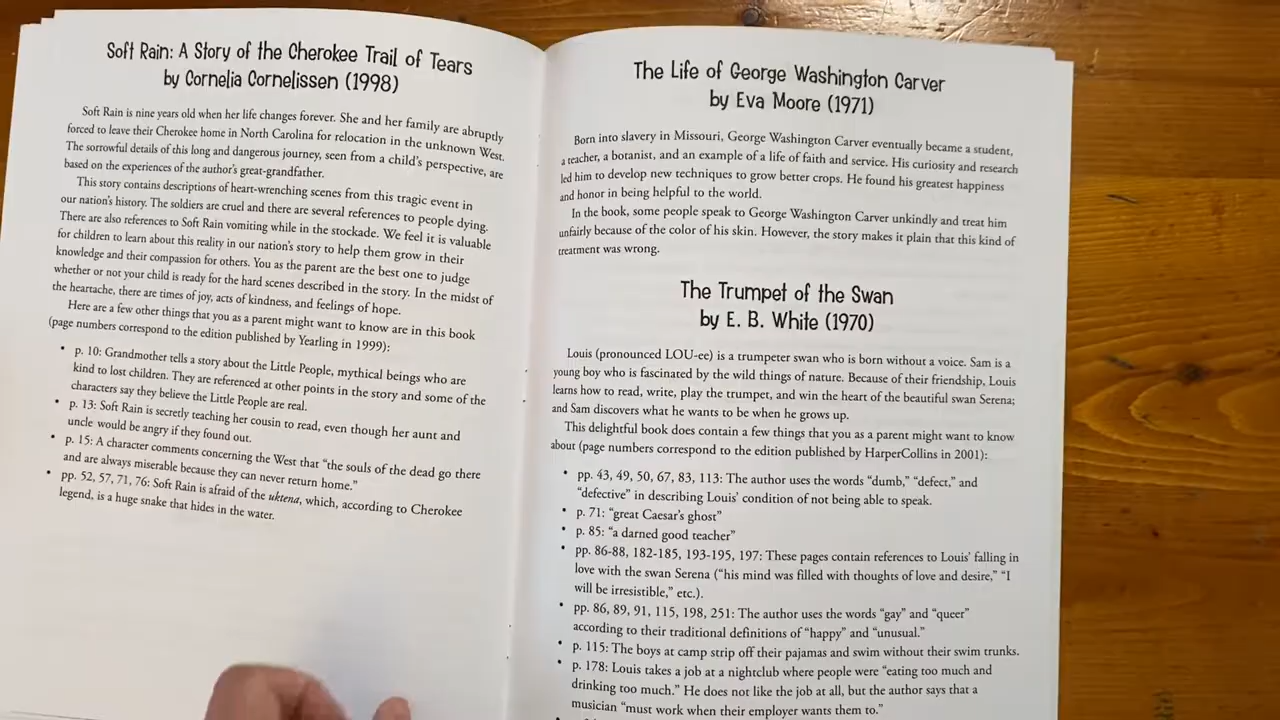 Soft Rain: A Story of the Cherokee Trail of Tears
by Cornelia Cornelissen (1998)
Soft Rain is nine years old when her life changes forever. She and her family are abruptly
forced to leave their Cherokee home in North Carolina for relocation in the unknown West.
The sorrowful details of this long and dangerous journey, seen from a child's perspective, are
based on the experiences of the author's great-grandfather.
This story contains descriptions of heart-wrenching scenes from this tragic event in
our nation's history. The soldiers are cruel and there are several references to people dying.
There are also references to Soft Rain vomiting while in the stockade. We feel it is valuable
for children to learn about this reality in our nation's story to help them grow in their
knowledge and their compassion for others. You as the parent are the best one to judge
whether or not your child is ready for the hard scenes described in the story. In the midst of
the heartache, there are times of joy, acts of kindness, and feelings of hope.
Here are a few other things that you as a parent might want to know are in this book
(page numbers correspond to the edition published by Yearling in 1999):
• p. 10: Grandmother tells a story about the Little People, mythical beings who are
kind to lost children. They are referenced at other points in the story and some of the
characters say they believe the Little People are real.
• p. 13: Soft Rain is secretly teaching her cousin to read, even though her aunt and
uncle would be angry if they found out.
• p. 15: A character comments concerning the West that “the souls of the dead go there
and are always miserable because they can never return home.”
• pp. 52, 57, 71, 76: Soft Rain is afraid of the uktena, which, according to Cherokee
legend, is a huge snake that hides in the water.
The Life of George Washington Carver
by Eva Moore (1971)
Born into slavery in Missouri, George Washington Carver eventually became a student,
a teacher, a botanist, and an example of a life of faith and service. His curiosity and research
led him to develop new techniques to grow better crops. He found his greatest happiness
and honor in being helpful to the world.
In the book, some people speak to George Washington Carver unkindly and treat him
unfairly because of the color of his skin. However, the story makes it plain that this kind of
treatment was wrong.
The Trumpet of the Swan
by E. B. White (1970)
Louis (pronounced LOU-ee) is a trumpeter swan who is born without a voice. Sam is a
young boy who is fascinated by the wild things of nature. Because of their friendship, Louis
learns how to read, write, play the trumpet, and win the heart of the beautiful swan Serena;
and Sam discovers what he wants to be when he grows up.
This delightful book does contain a few things that you as a parent might want to know
about (page numbers correspond to the edition published by HarperCollins in 2001):
• pp. 43, 49, 50, 67, 83, 113: The author uses the words “dumb,” “defect,” and
“defective” in describing Louis’ condition of not being able to speak.
• p. 71: “great Caesar’s ghost”
• p. 85: “a darned good teacher”
• pp. 86-88, 182-185, 193-195, 197: These pages contain references to Louis’ falling in
love with the swan Serena (“his mind was filled with thoughts of love and desire,” “I
will be irresistible,” etc.).
• pp. 86, 89, 91, 115, 198, 251: The author uses the words “gay” and “queer”
according to their traditional definitions of “happy” and “unusual.”
• p. 115: The boys at camp strip off their pajamas and swim without their swim trunks.
• p. 178: Louis takes a job at a nightclub where people were “eating too much and
drinking too much.” He does not like the job at all, but the author says that a
musician “must work when their employer wants them to.”